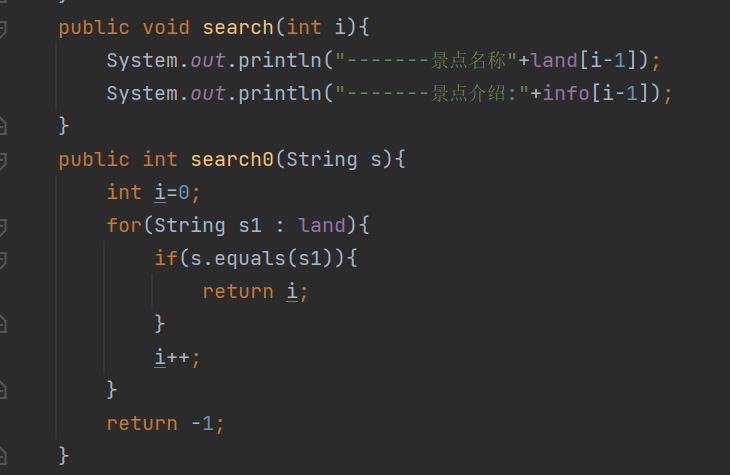 public void search(int i){
System.out.println("-------景点名称"+land[i-1]);
System.out.println("-------景点介绍:"+info[i-1]);
}
public int search0(String s){
int i=0;
for(String s1 : land){
if(s.equals(s1)){
return i;
}
i++;
}
return -1;
}